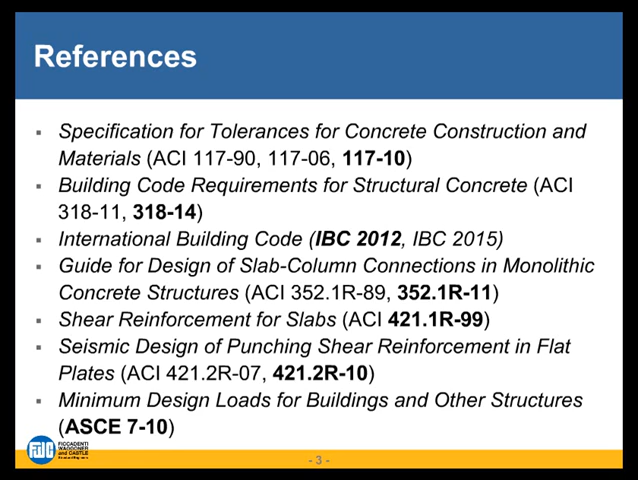 References
▪ Specification for Tolerances for Concrete Construction and
Materials (ACI 117-90, 117-06, 117-10)
▪ Building Code Requirements for Structural Concrete (ACI
318-11, 318-14)
▪ International Building Code (IBC 2012, IBC 2015)
▪ Guide for Design of Slab-Column Connections in Monolithic
Concrete Structures (ACI 352.1R-89, 352.1R-11)
▪ Shear Reinforcement for Slabs (ACI 421.1R-99)
▪ Seismic Design of Punching Shear Reinforcement in Flat
Plates (ACI 421.2R-07, 421.2R-10)
▪ Minimum Design Loads for Buildings and Other Structures
(ASCE 7-10)
FWC
FICCADENTI
WAGGONER
and CASTLE
- 3 -